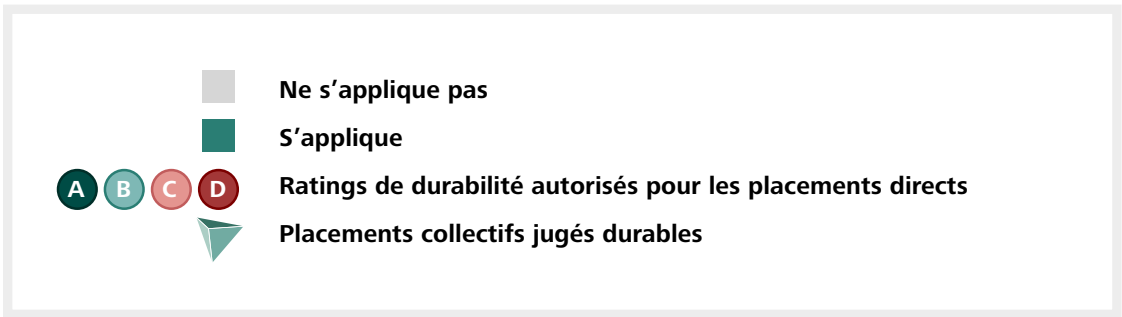 Ne s’applique pas
S’applique
A B C D Ratings de durabilité autorisés pour les placements directs
Placements collectifs jugés durables